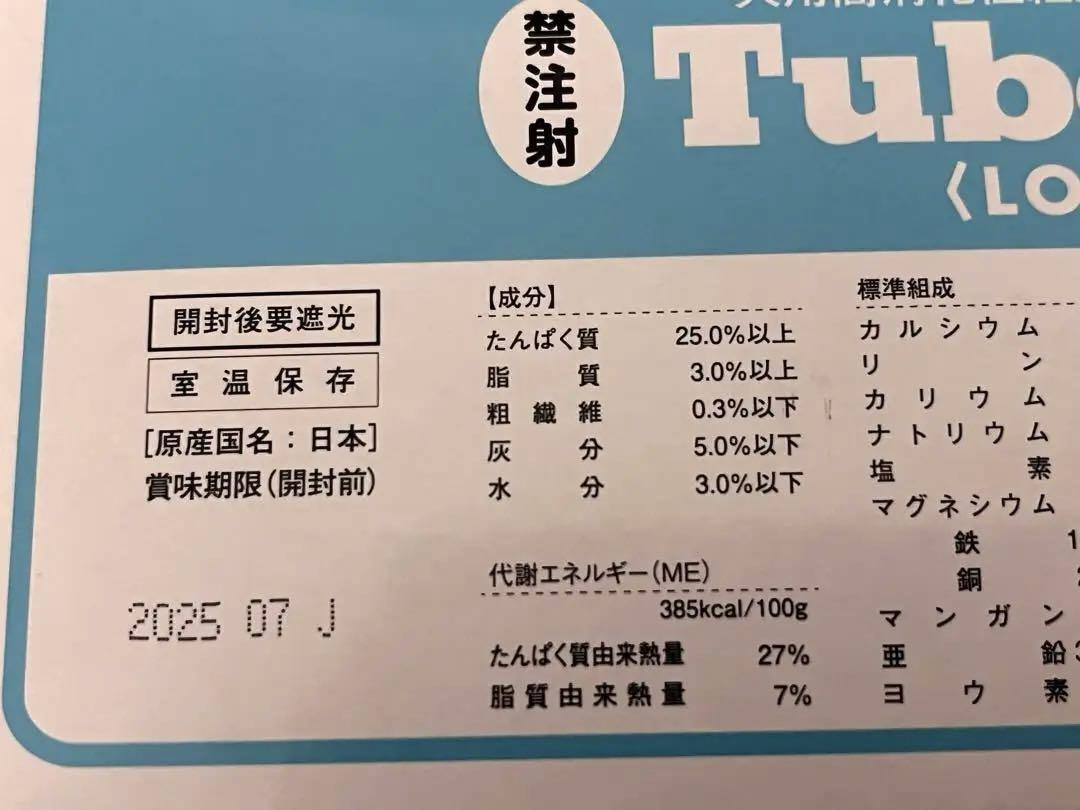 禁注射
Tub
〈LO
開封後要遮光
室温保存
[原産国名：日本]
賞味期限(開封前)
2025 07 J
【成分】
たんぱく質 25.0%以上
脂質 3.0%以上
粗繊維 0.3%以下
灰分 5.0%以下
水分 3.0%以下
代謝エネルギー(ME)
385kcal/100g
たんぱく質由来熱量 27%
脂質由来熱量 7%
標準組成
カルシウム
リン
カリウム
ナトリウム
塩素
マグネシウム
鉄 1
銅
マンガン
亜鉛 3
ヨウ素